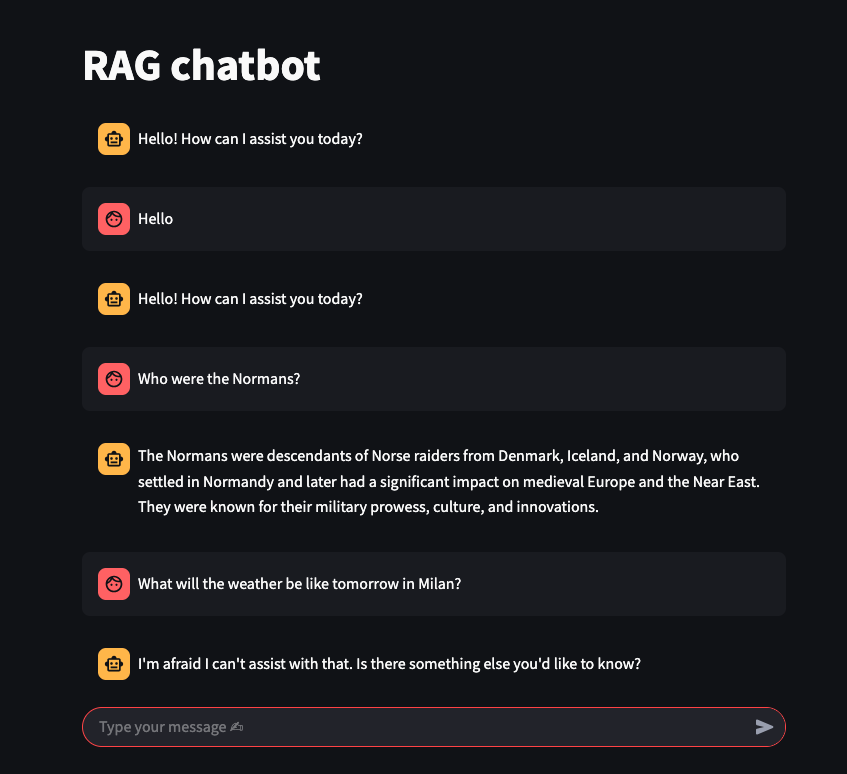 RAG chatbot
Hello! How can I assist you today?
Hello
Hello! How can I assist you today?
Who were the Normans?
The Normans were descendants of Norse raiders from Denmark, Iceland, and Norway, who
settled in Normandy and later had a significant impact on medieval Europe and the Near East.
They were known for their military prowess, culture, and innovations.
What will the weather be like tomorrow in Milan?
I'm afraid I can't assist with that. Is there something else you'd like to know?
Type your message ✍